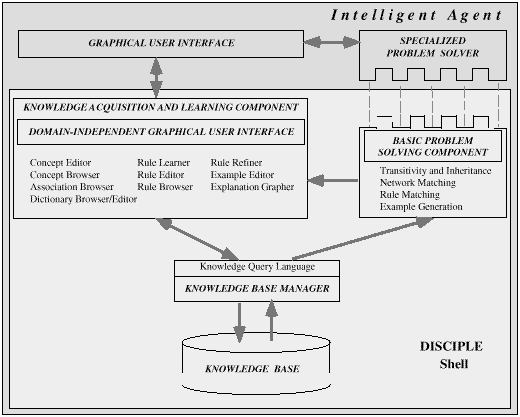 Intelligent Agent
GRAPHICAL USER INTERFACE
SPECIALIZED
PROBLEM SOLVER
KNOWLEDGE ACQUISITION AND LEARNING COMPONENT
DOMAIN-INDEPENDENT GRAPHICAL USER INTERFACE
Concept Editor Rule Learner Rule Refiner
Concept Browser Rule Editor Example Editor
Association Browser Rule Browser Explanation Grapher
Dictionary Browser/Editor
BASIC PROBLEM
SOLVING COMPONENT
Transitivity and Inheritance
Network Matching
Rule Matching
Example Generation
Knowledge Query Language
KNOWLEDGE BASE MANAGER
KNOWLEDGE BASE
DISCIPLE
Shell